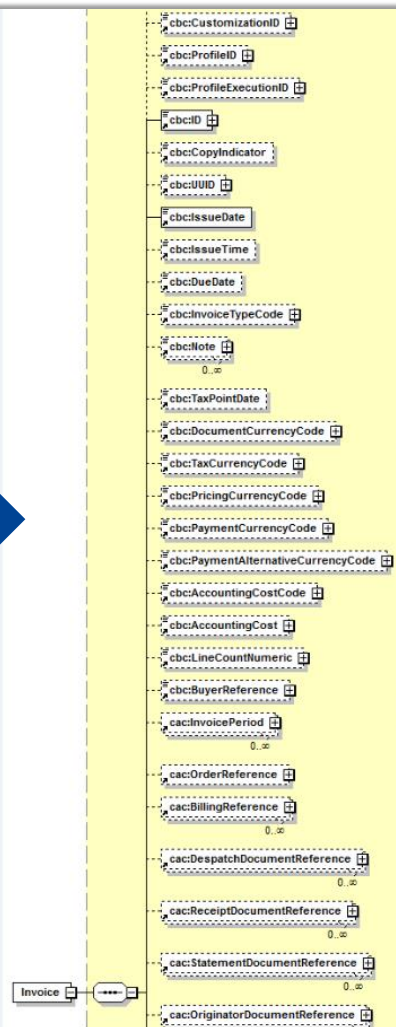 cbc:CustomizationID
cbc:ProfileID
cbc:ProfileExecutionID
cbc:ID
cbc:CopyIndicator
cbc:UUID
cbc:IssueDate
cbc:IssueTime
cbc:DueDate
cbc:InvoiceTypeCode
cbc:Note
0..∞
cbc:TaxPointDate
cbc:DocumentCurrencyCode
cbc:TaxCurrencyCode
cbc:PricingCurrencyCode
cbc:PaymentCurrencyCode
cbc:PaymentAlternativeCurrencyCode
cbc:AccountingCostCode
cbc:AccountingCost
cbc:LineCountNumeric
cbc:BuyerReference
cac:InvoicePeriod
0..∞
cac:OrderReference
cac:BillingReference
0..∞
cac:DespatchDocumentReference
0..∞
cac:ReceiptDocumentReference
0..∞
cac:StatementDocumentReference
0..∞
Invoice
cac:OriginatorDocumentReference